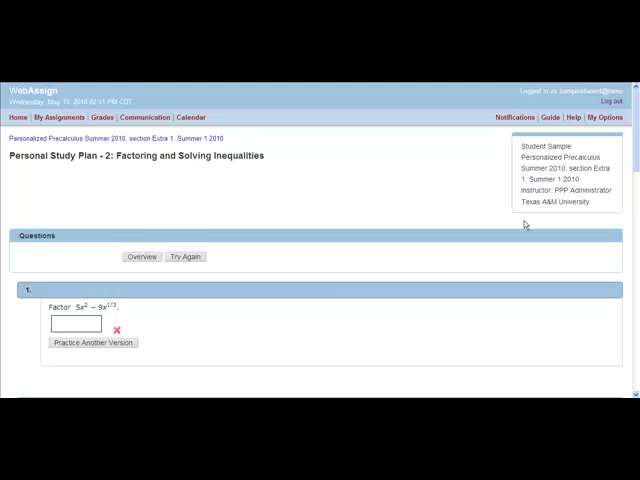 WebAssign
Logged in as samplestudent@tamu
Wednesday, May 19, 2010 02:51 PM CDT
Log out
Home My Assignments Grades Communication Calendar
Notifications Guide Help My Options
Personalized Precalculus Summer 2010, section Extra 1, Summer 1 2010
Personal Study Plan - 2: Factoring and Solving Inequalities
Student Sample
Personalized Precalculus
Summer 2010, section Extra
1, Summer 1 2010
Instructor: PPP Administrator
Texas A&M University
Questions
Overview Try Again
1.
Factor 5x² − 9x^1/3.
Practice Another Version